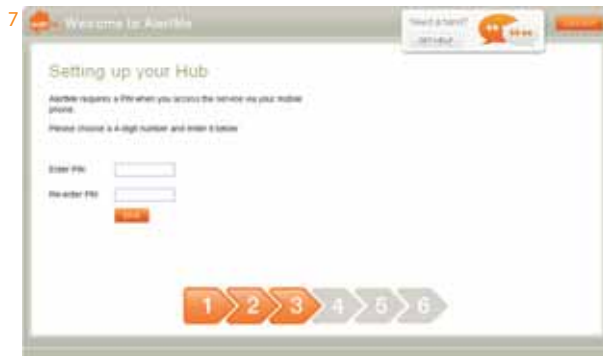 7
Welcome to AlertMe
Need a hand?
GET HELP
Setting up your Hub
AlertMe requires a PIN when you access the service via your mobile
phone.
Please choose a 4-digit number and enter it below
Enter PIN
Re-enter PIN
1 2 3 4 5 6